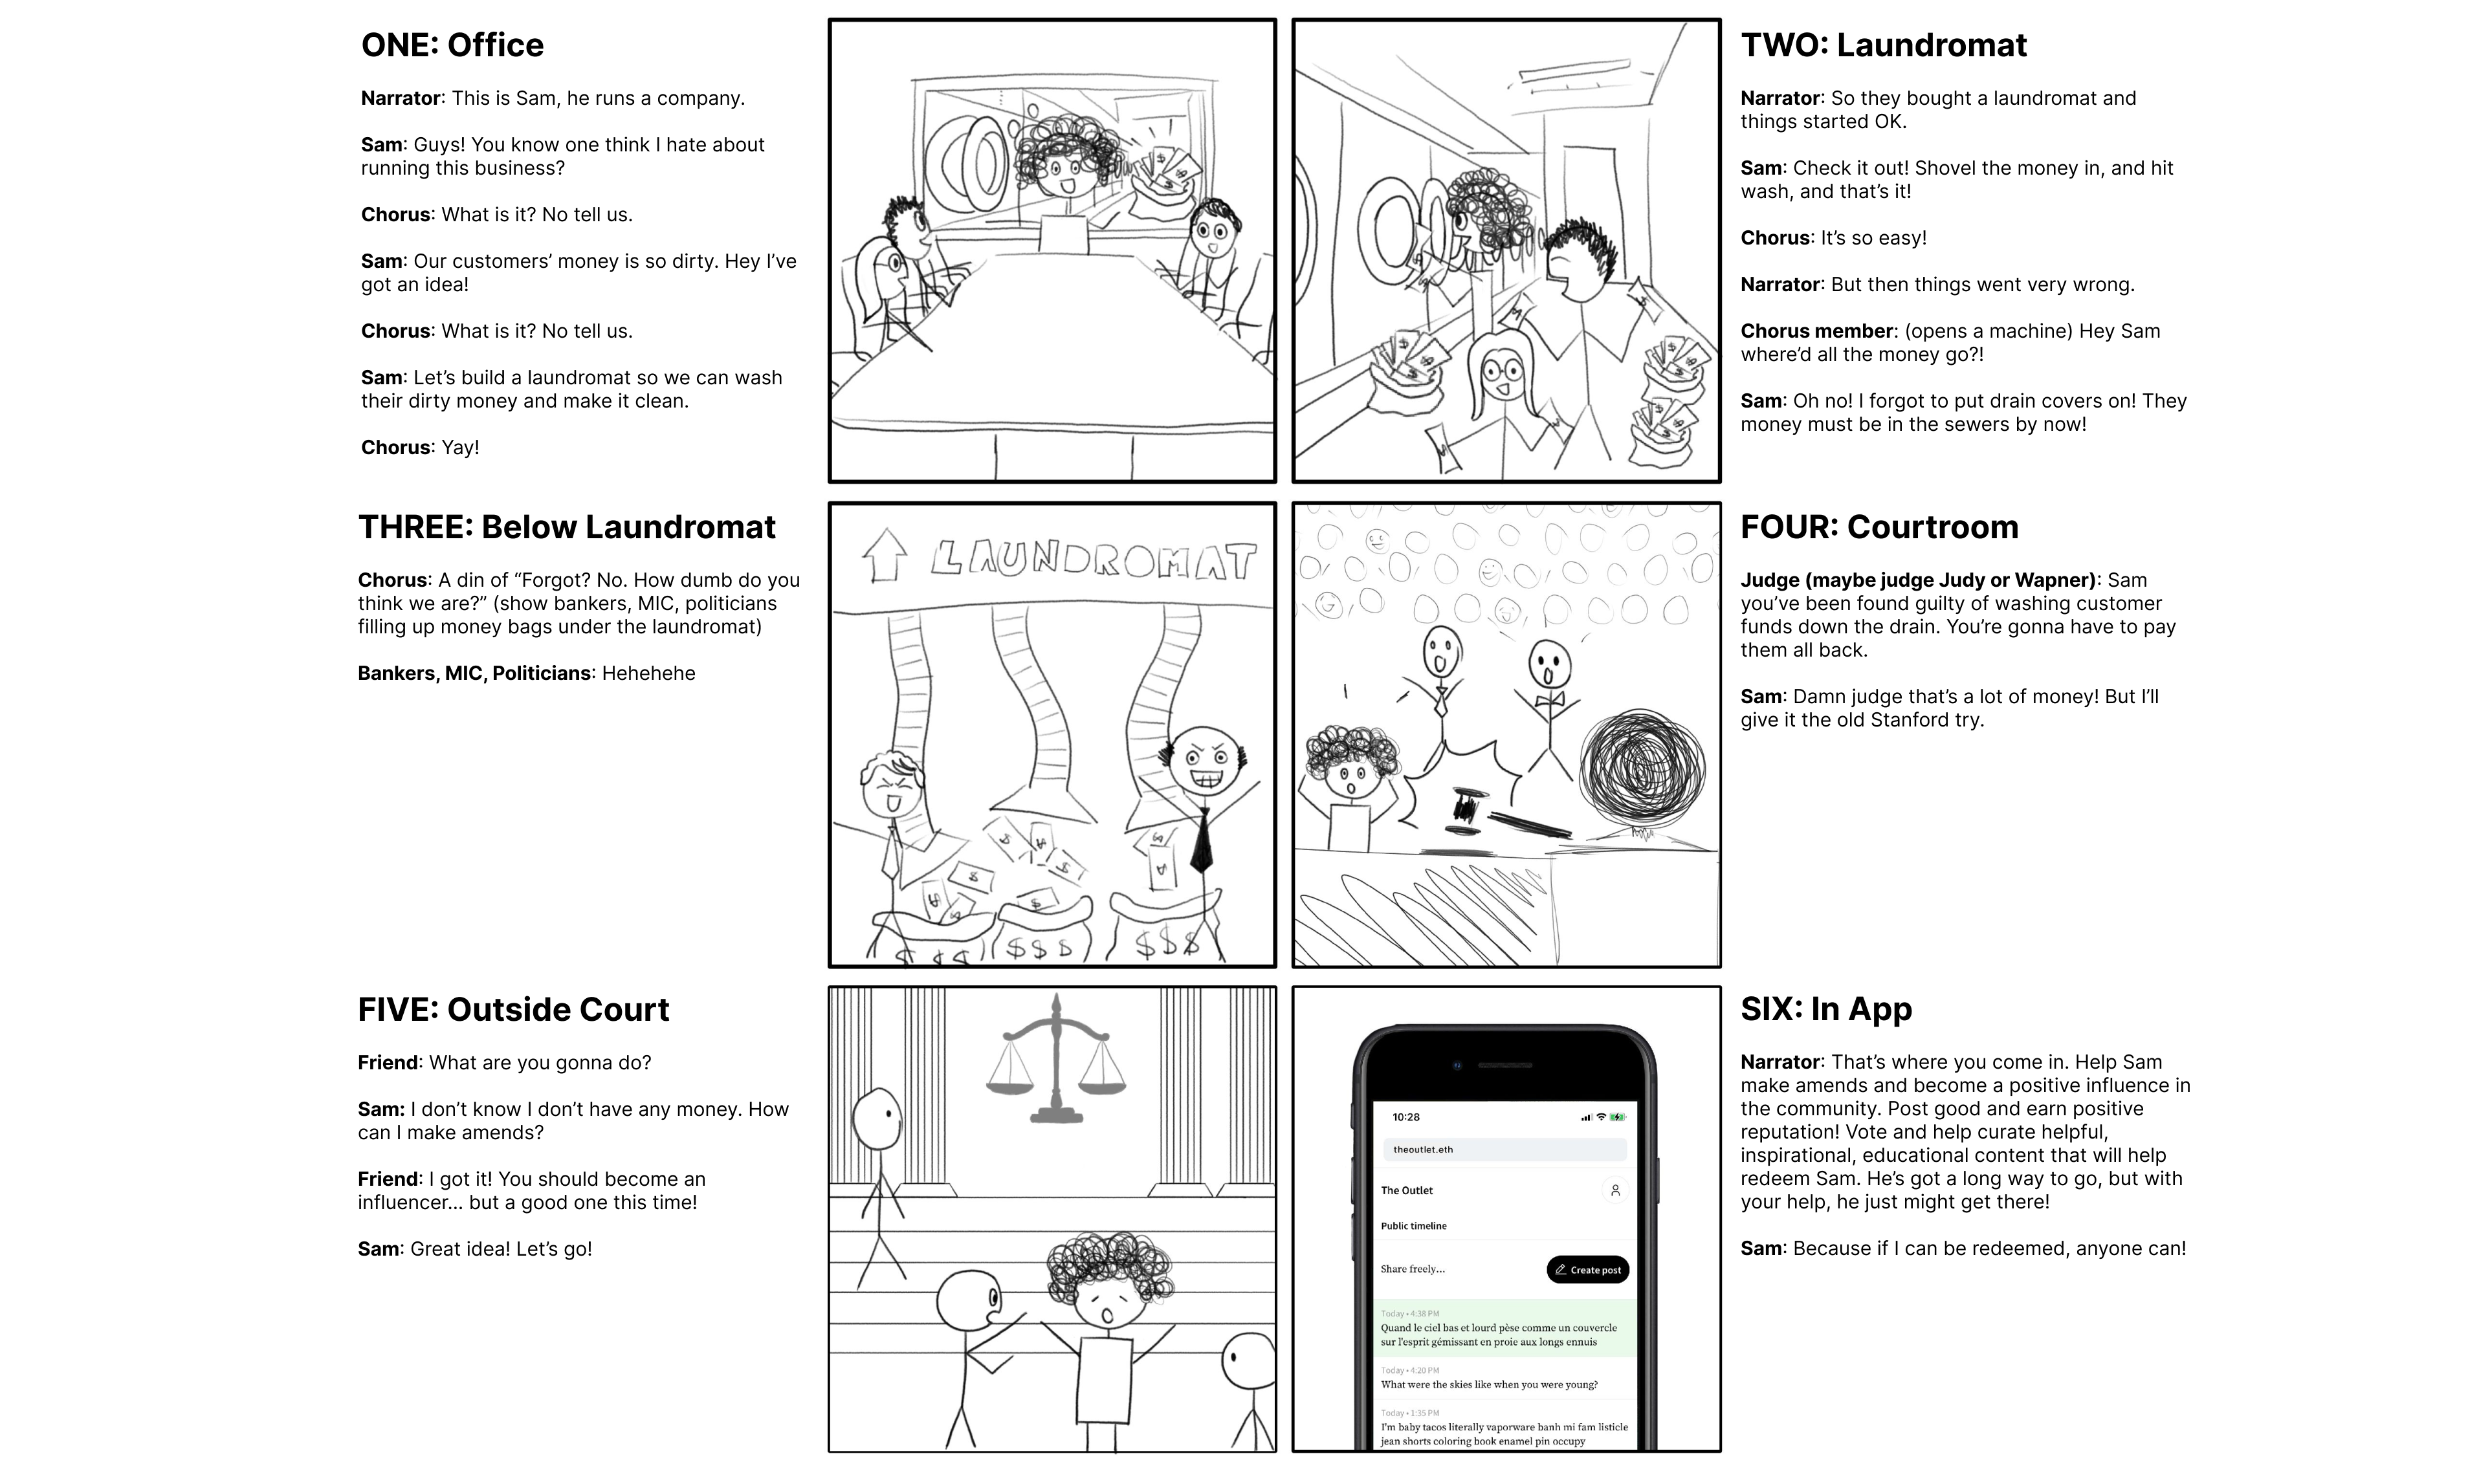 ONE: Office
Narrator: This is Sam, he runs a company.
Sam: Guys! You know one think I hate about
running this business?
Chorus: What is it? No tell us.
Sam: Our customers’ money is so dirty. Hey I’ve
got an idea!
Chorus: What is it? No tell us.
Sam: Let’s build a laundromat so we can wash
their dirty money and make it clean.
Chorus: Yay!
TWO: Laundromat
Narrator: So they bought a laundromat and
things started OK.
Sam: Check it out! Shovel the money in, and hit
wash, and that’s it!
Chorus: It’s so easy!
Narrator: But then things went very wrong.
Chorus member: (opens a machine) Hey Sam
where’d all the money go?!
Sam: Oh no! I forgot to put drain covers on! They
money must be in the sewers by now!
THREE: Below Laundromat
Chorus: A din of “Forgot? No. How dumb do you
think we are?” (show bankers, MIC, politicians
filling up money bags under the laundromat)
Bankers, MIC, Politicians: Hehehehe
LAUNDROMAT
$ $ $
$ $ $
$ $ $
FOUR: Courtroom
Judge (maybe judge Judy or Wapner): Sam
you’ve been found guilty of washing customer
funds down the drain. You’re gonna have to pay
them all back.
Sam: Damn judge that’s a lot of money! But I’ll
give it the old Stanford try.
FIVE: Outside Court
Friend: What are you gonna do?
Sam: I don’t know I don’t have any money. How
can I make amends?
Friend: I got it! You should become an
influencer... but a good one this time!
Sam: Great idea! Let’s go!
10:28
theoutlet.eth
The Outlet
Public timeline
Share freely...
Create post
Today • 4:38 PM
Quand le ciel bas et lourd pèse comme un couvercle
sur l'esprit gémissant en proie aux longs ennuis
Today • 4:20 PM
What were the skies like when you were young?
Today • 1:35 PM
I'm baby tacos literally vaporware banh mi fam listicle
jean shorts coloring book enamel pin occupy
SIX: In App
Narrator: That’s where you come in. Help Sam
make amends and become a positive influence in
the community. Post good and earn positive
reputation! Vote and help curate helpful,
inspirational, educational content that will help
redeem Sam. He’s got a long way to go, but with
your help, he just might get there!
Sam: Because if I can be redeemed, anyone can!